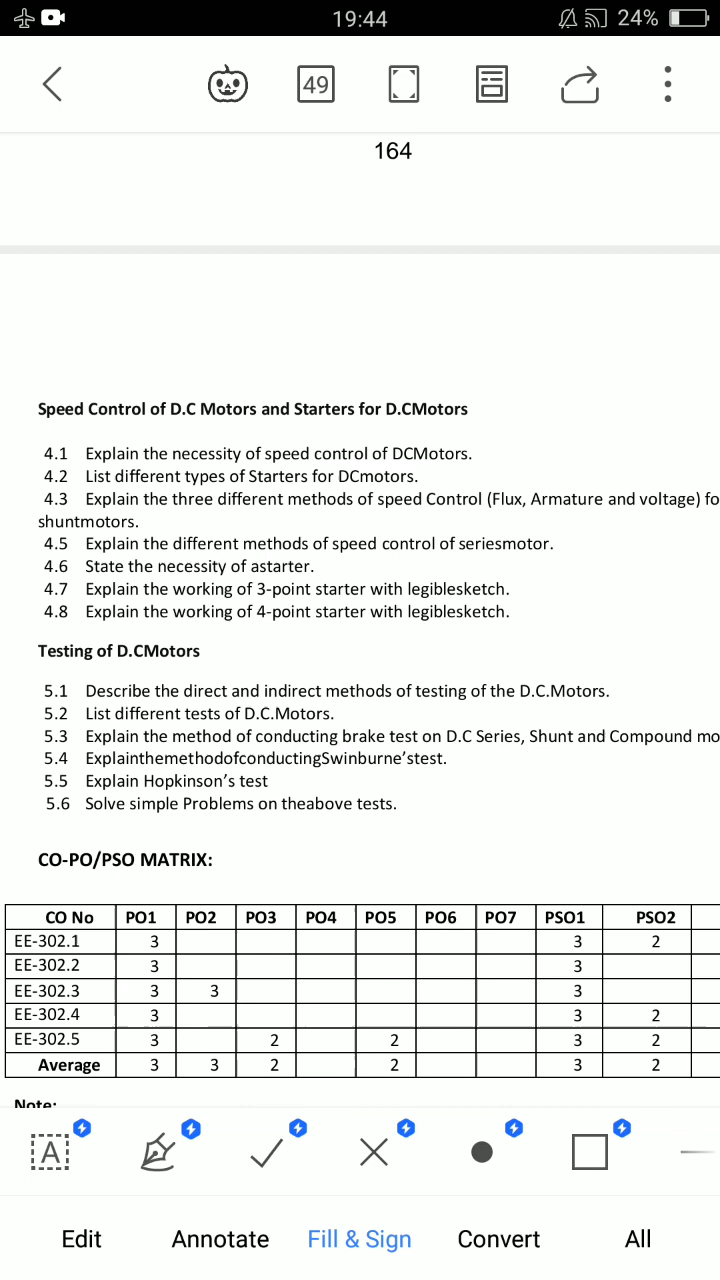 19:44
24%
49
164
Speed Control of D.C Motors and Starters for D.CMotors
4.1 Explain the necessity of speed control of DCMotors.
4.2 List different types of Starters for DCmotors.
4.3 Explain the three different methods of speed Control (Flux, Armature and voltage) fo
shuntmotors.
4.5 Explain the different methods of speed control of seriesmotor.
4.6 State the necessity of astarter.
4.7 Explain the working of 3-point starter with legiblesketch.
4.8 Explain the working of 4-point starter with legiblesketch.
Testing of D.CMotors
5.1 Describe the direct and indirect methods of testing of the D.C.Motors.
5.2 List different tests of D.C.Motors.
5.3 Explain the method of conducting brake test on D.C Series, Shunt and Compound mo
5.4 ExplainthemethodofconductingSwinburne’stest.
5.5 Explain Hopkinson’s test
5.6 Solve simple Problems on theabove tests.
CO-PO/PSO MATRIX:
CO No PO1 PO2 PO3 PO4 PO5 PO6 PO7 PSO1 PSO2
EE-302.1 3 3 2
EE-302.2 3 3
EE-302.3 3 3 3
EE-302.4 3 3 2
EE-302.5 3 2 2 3 2
Average 3 3 2 2 3 2
Note:
A
Edit Annotate Fill & Sign Convert All